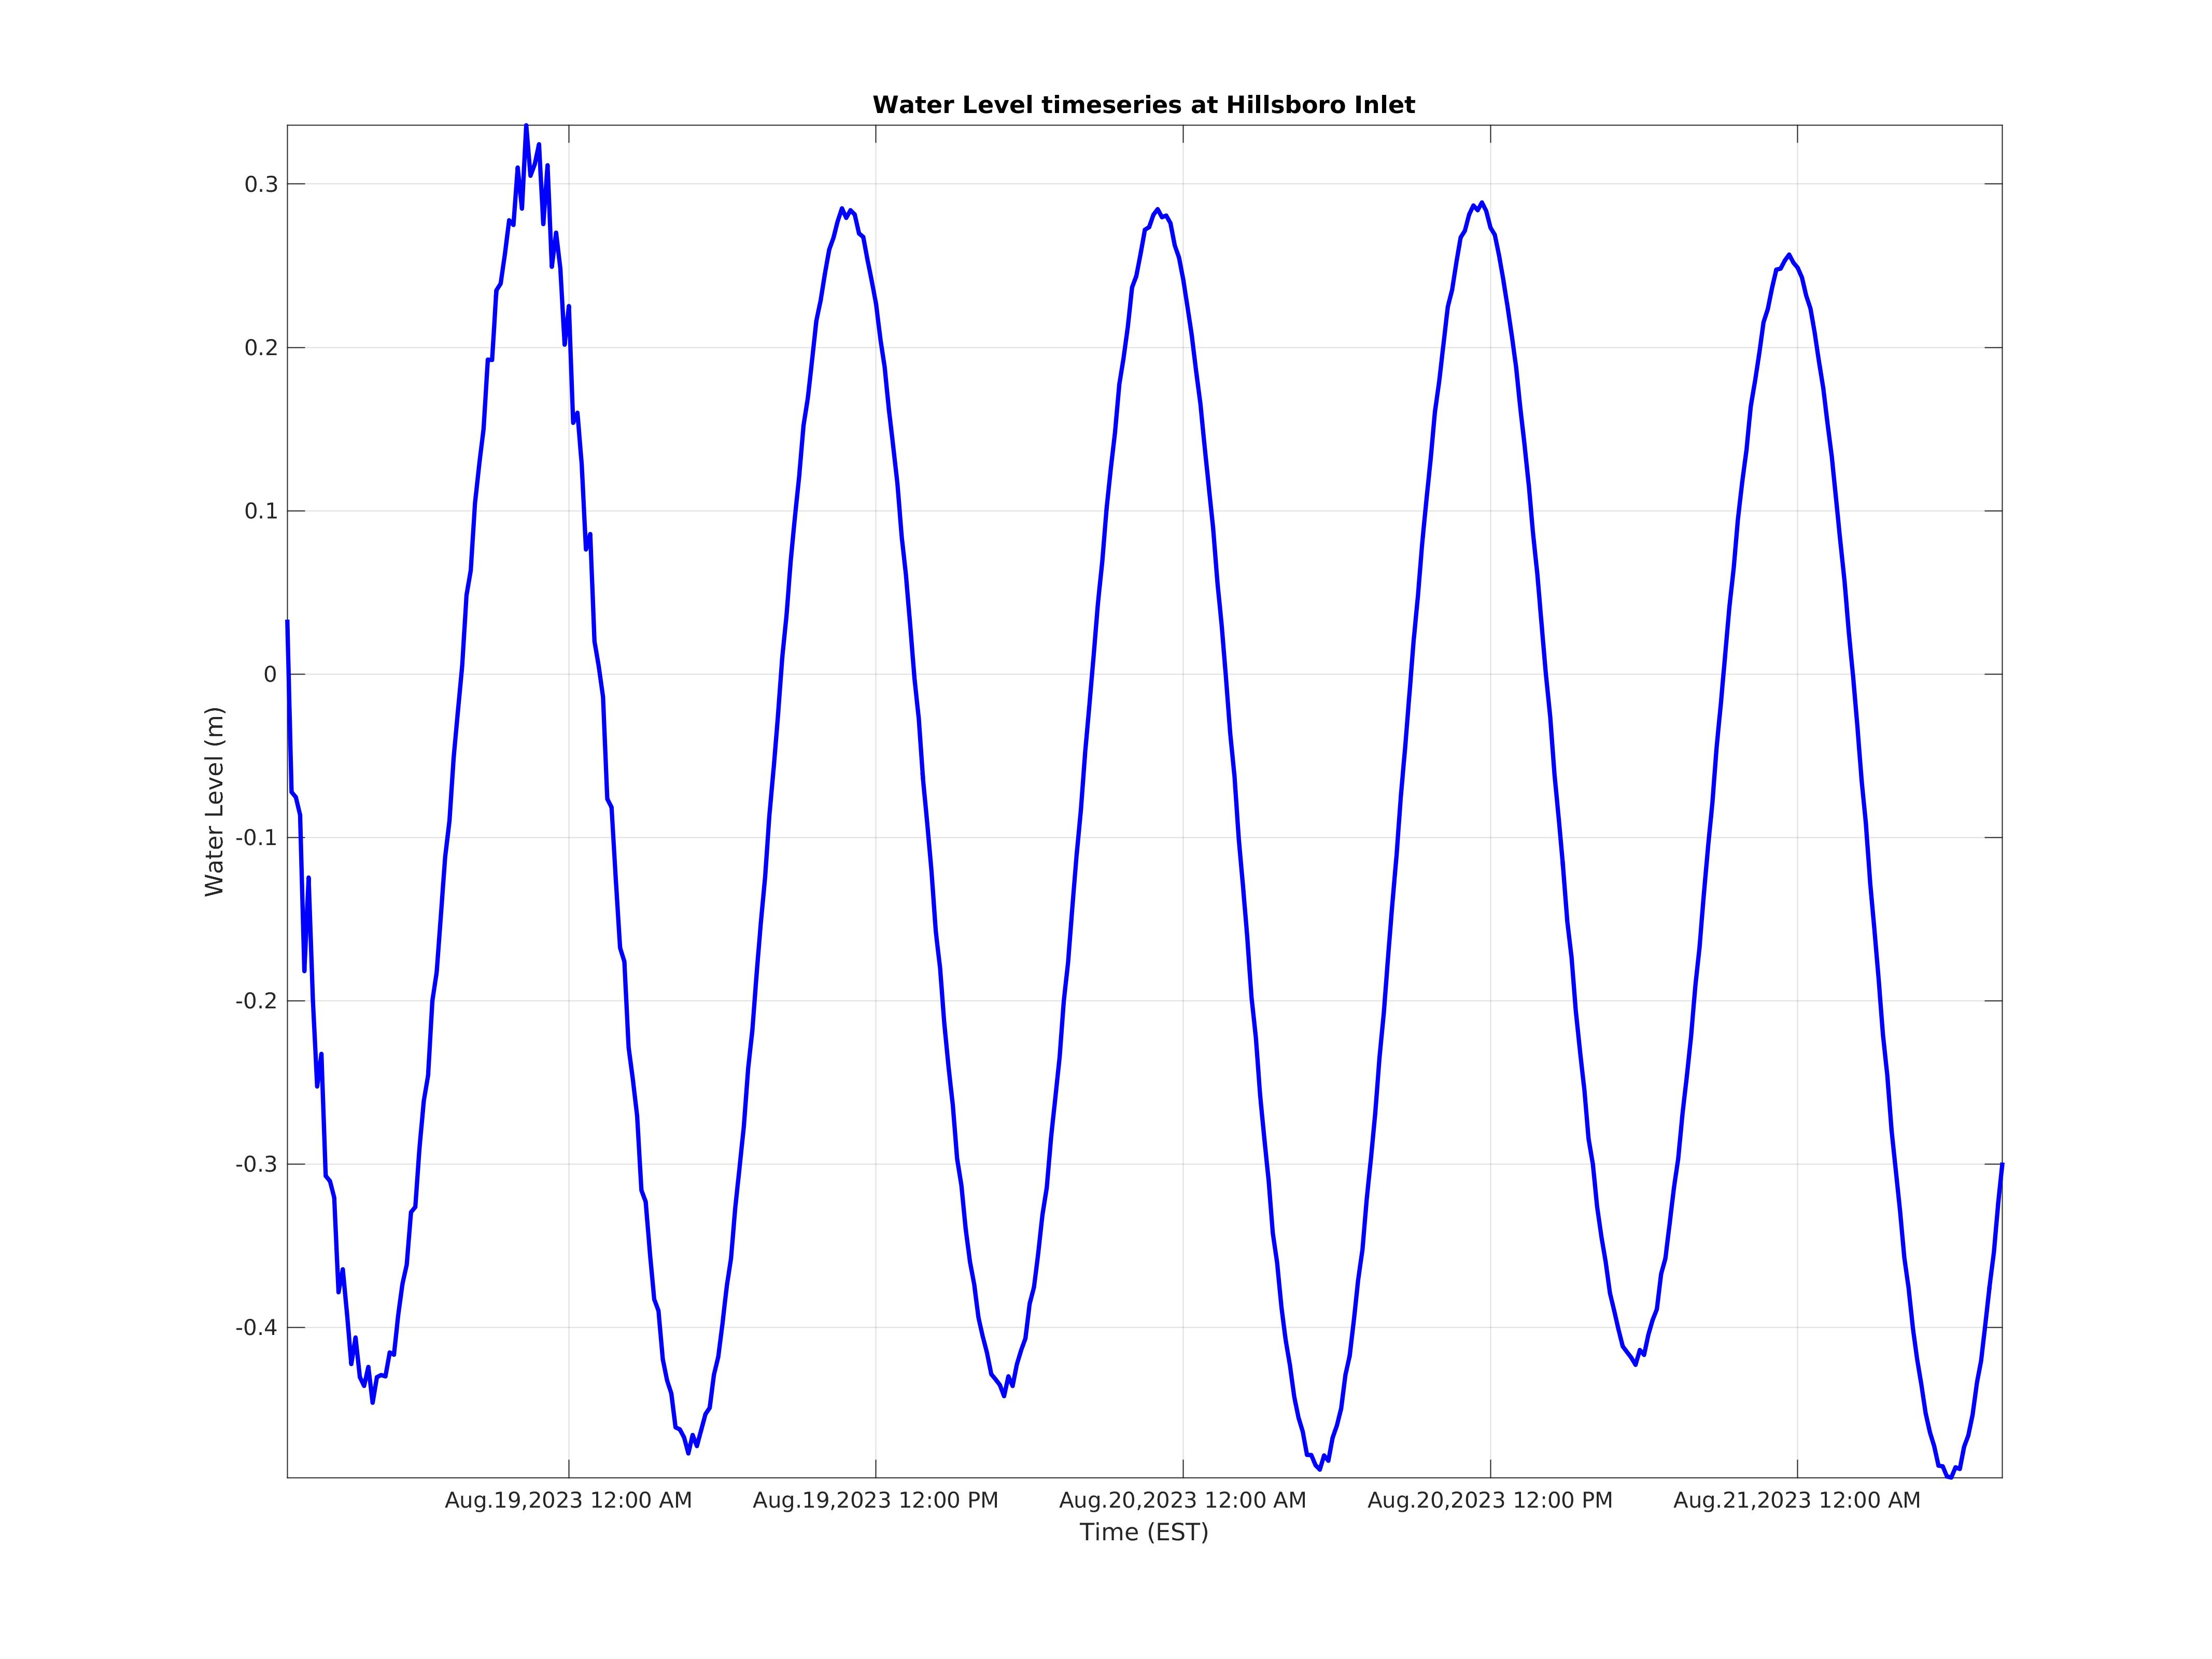 Water Level timeseries at Hillsboro Inlet
0.3
0.2
0.1
0
-0.1
-0.2
-0.3
-0.4
Water Level (m)
Aug.19,2023 12:00 AM
Aug.19,2023 12:00 PM
Aug.20,2023 12:00 AM
Aug.20,2023 12:00 PM
Aug.21,2023 12:00 AM
Time (EST)